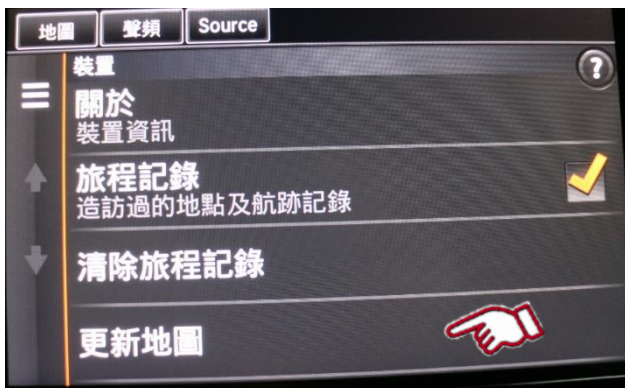 地圖 聲頻 Source
裝置
?
關於
裝置資訊
旅程記錄
造訪過的地點及航跡記錄
清除旅程記錄
更新地圖